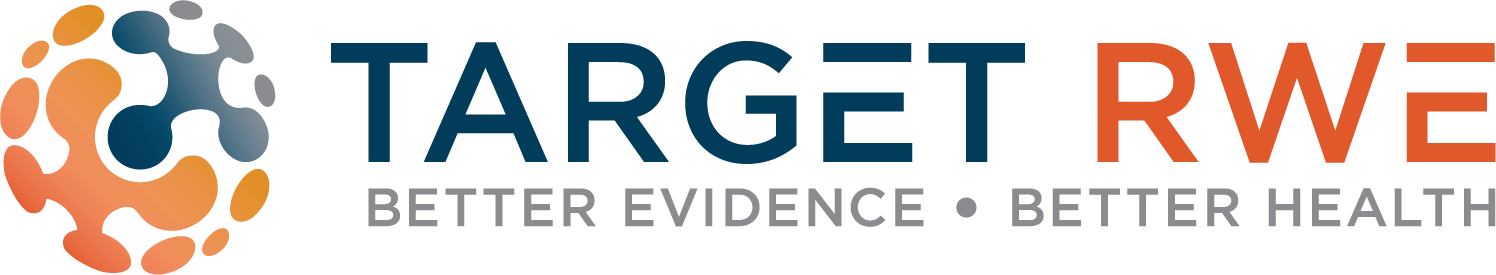 TARGET RWE
BETTER EVIDENCE • BETTER HEALTH